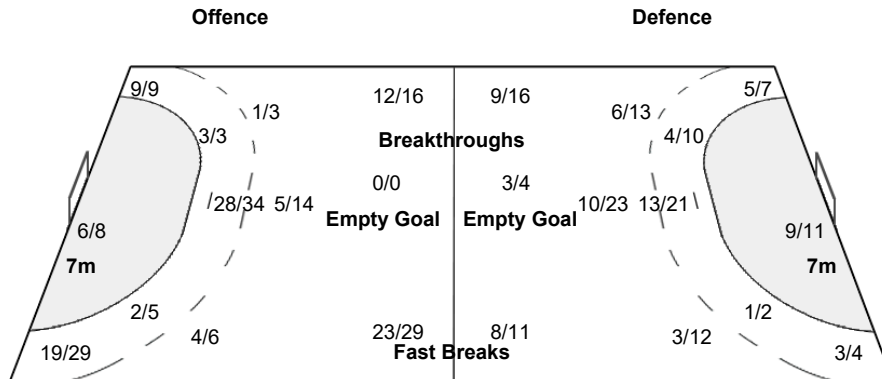 Offence Defence
9/9 12/16 9/16 5/7
1/3 6/13
3/3 Breakthroughs 4/10
0/0 3/4
28/34 5/14 10/23 13/21
Empty Goal Empty Goal
6/8 9/11
7m 7m
2/5 1/2
4/6 23/29 8/11 3/12
19/29 Fast Breaks 3/4